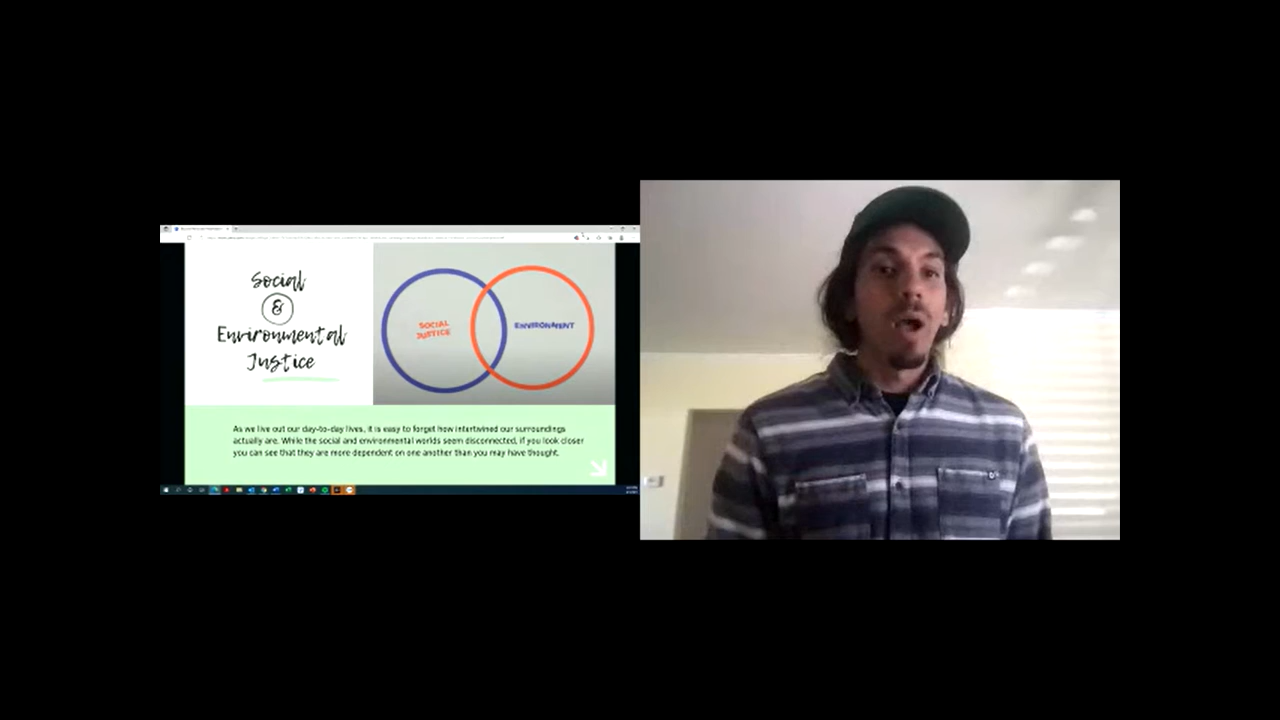 Social
&
Environmental
Justice
SOCIAL
JUSTICE
ENVIRONMENT
As we live out our day-to-day lives, it is easy to forget how intertwined our surroundings
actually are. While the social and environmental worlds seem disconnected, if you look closer
you can see that they are more dependent on one another than you may have thought.